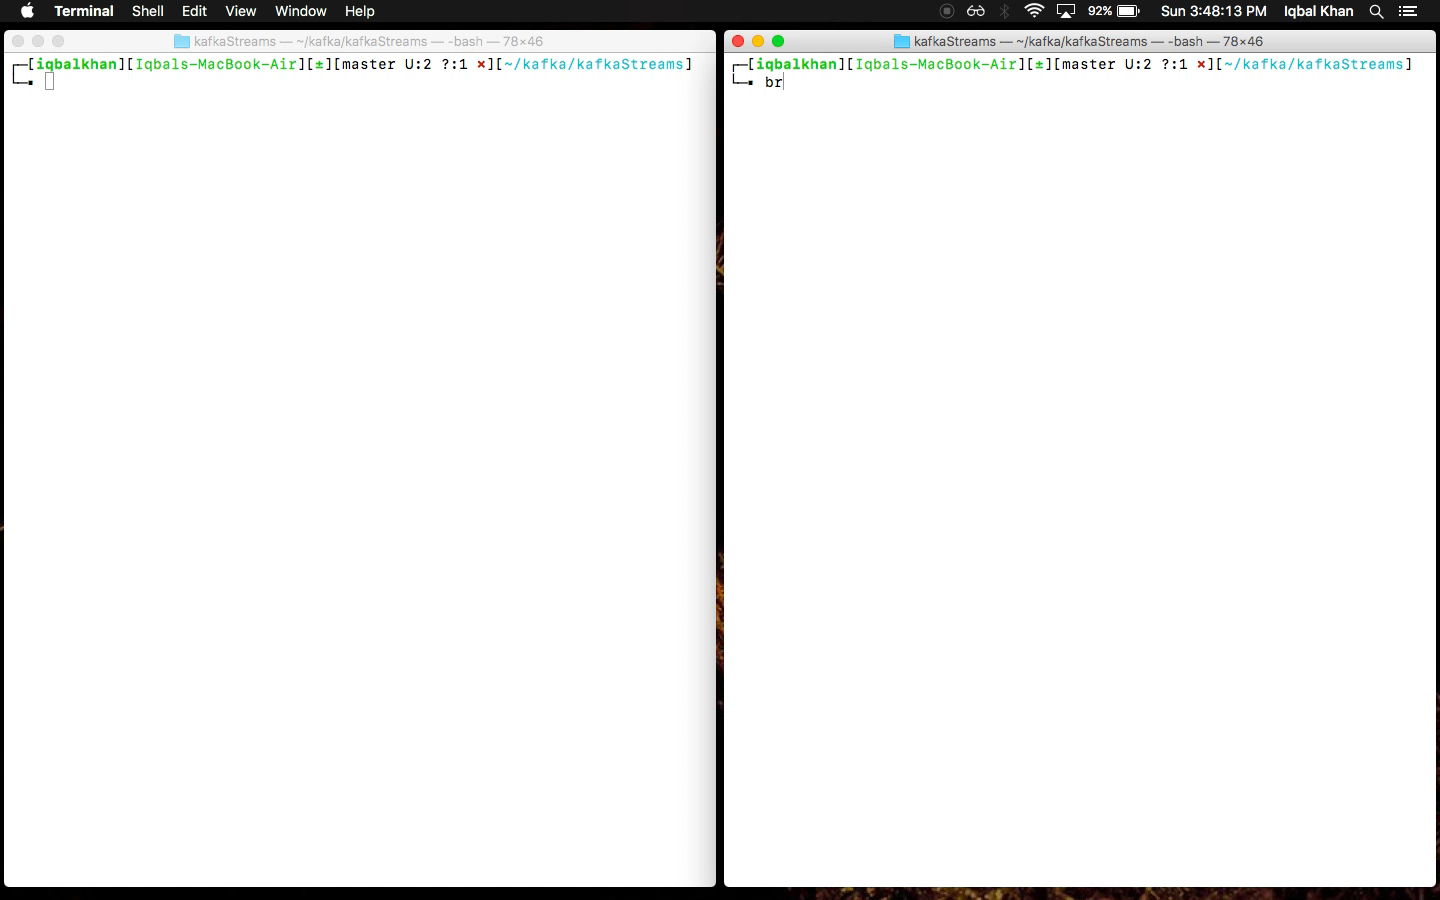 Terminal Shell Edit View Window Help 92% Sun 3:48:13 PM Iqbal Khan
kafkaStreams — ~/kafka/kafkaStreams — -bash — 78×46
[iqbalkhan][Iqbals-MacBook-Air][±][master U:2 ?:1 ×][~/kafka/kafkaStreams]
kafkaStreams — ~/kafka/kafkaStreams — -bash — 78×46
[iqbalkhan][Iqbals-MacBook-Air][±][master U:2 ?:1 ×][~/kafka/kafkaStreams]
br